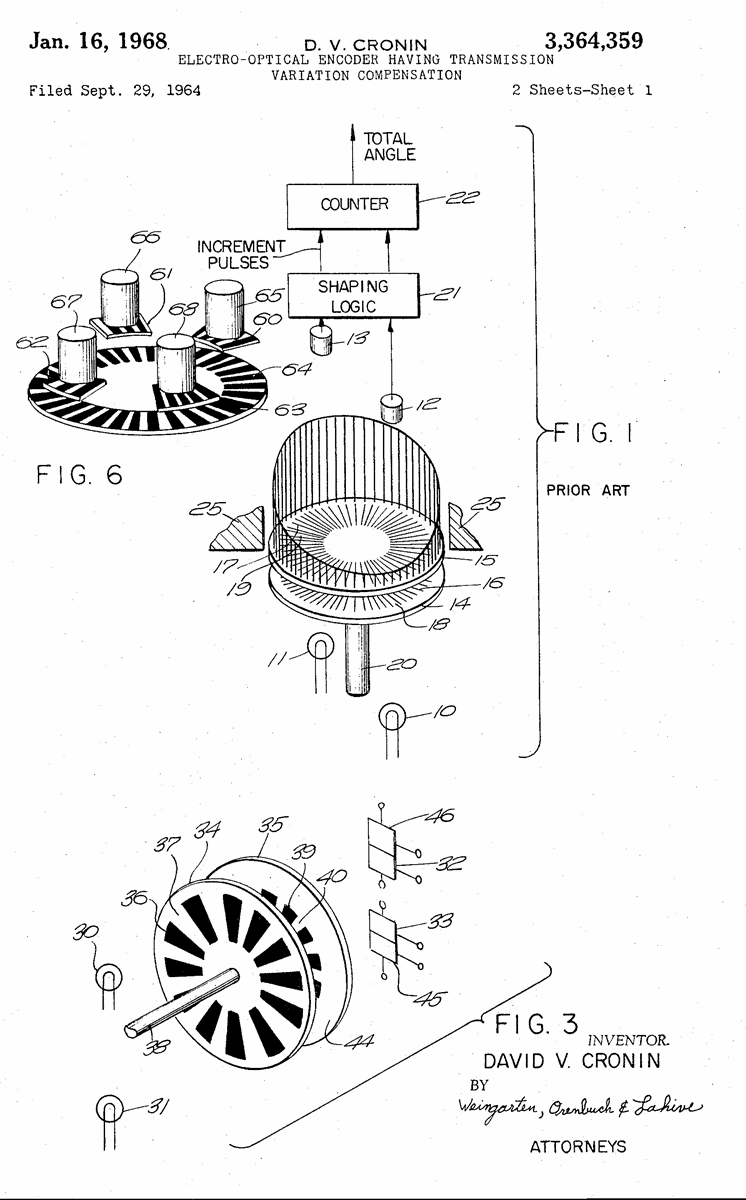 Jan. 16, 1968
D. V. CRONIN
3,364,359
ELECTRO-OPTICAL ENCODER HAVING TRANSMISSION
VARIATION COMPENSATION
Filed Sept. 29, 1964
2 Sheets-Sheet 1
TOTAL
ANGLE
COUNTER
22
INCREMENT
PULSES
SHAPING
LOGIC
21
13
12
66
61
67
68
65
60
62
64
63
FIG. 6
FIG. 1
PRIOR ART
25
25
17
19
15
16
14
18
11
20
10
46
32
33
45
35
34
37
39
40
36
30
38
44
31
FIG. 3
INVENTOR.
DAVID V. CRONIN
BY
Weingarten, Orenbuch & Lahive
ATTORNEYS